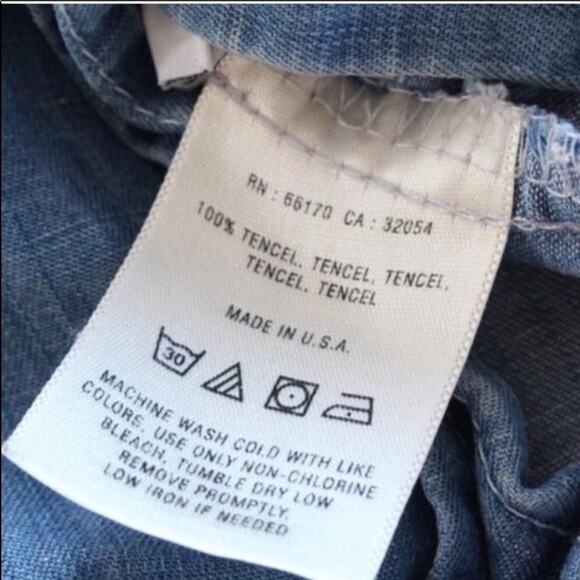 RN : 66170 CA : 32054
100% TENCEL, TENCEL, TENCEL,
TENCEL, TENCEL
MADE IN U.S.A.
30
MACHINE WASH COLD WITH LIKE
COLORS. USE ONLY NON-CHLORINE
BLEACH, TUMBLE DRY LOW
REMOVE PROMPTLY.
LOW IRON IF NEEDED